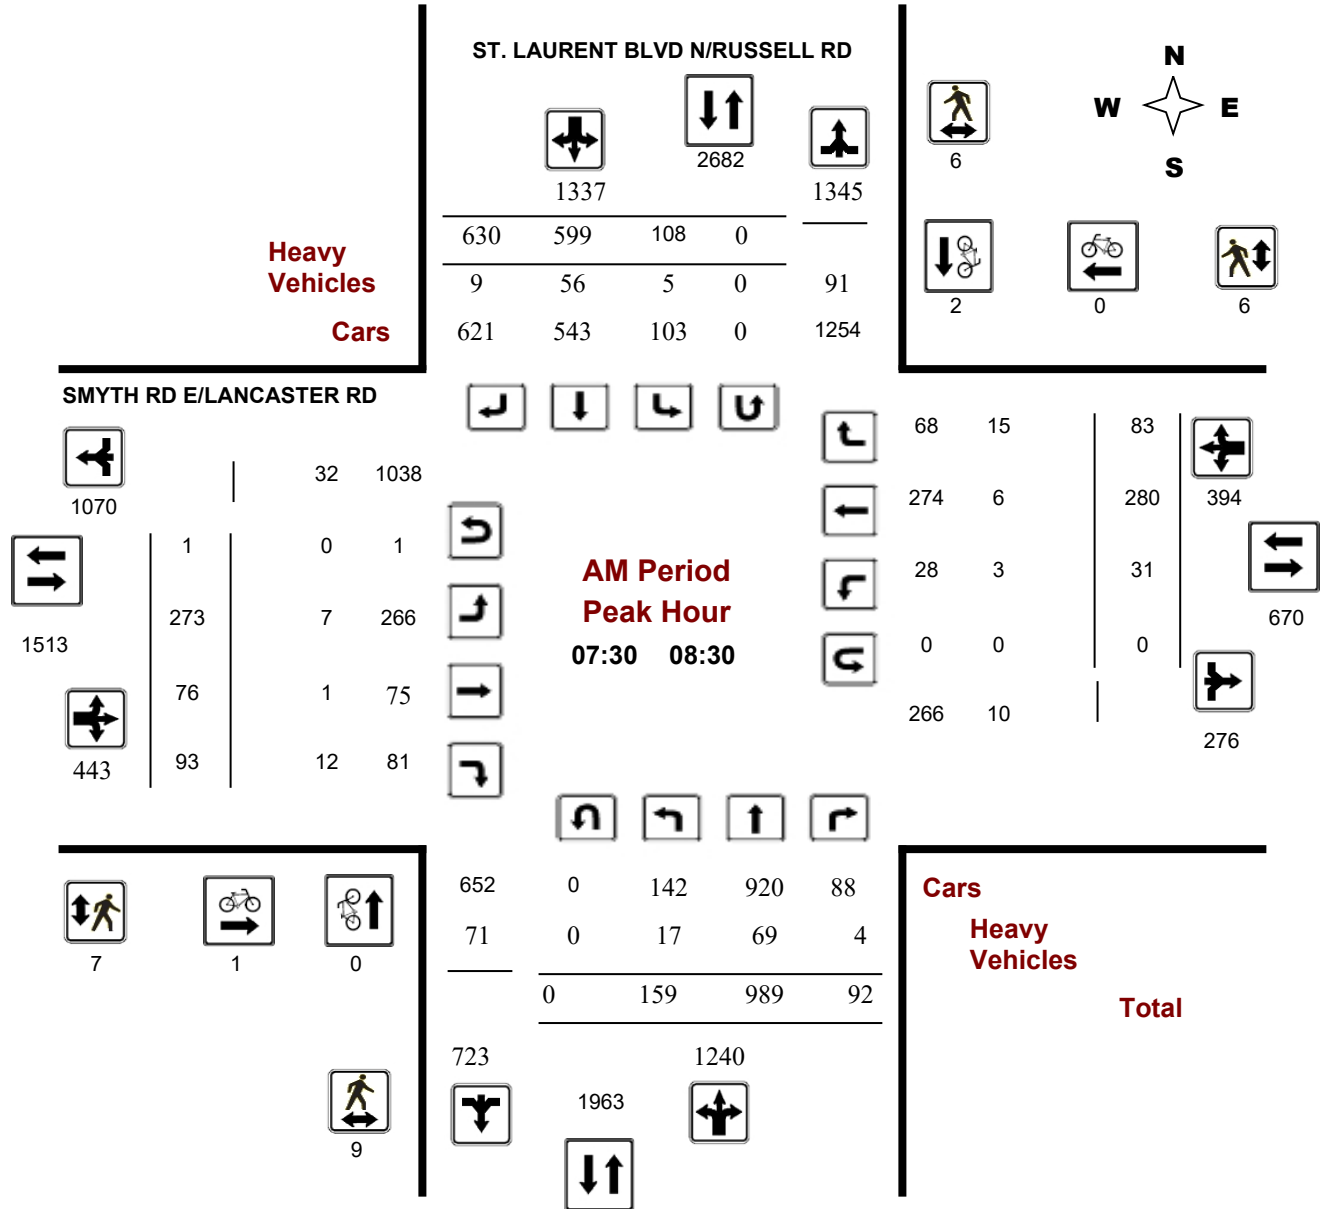 ST. LAURENT BLVD N/RUSSELL RD
N
W E
S
2682
6
1337 1345
630 599 108 0
Heavy
Vehicles
9 56 5 0 91
2 0 6
Cars
621 543 103 0 1254
SMYTH RD E/LANCASTER RD
68 15 83
32 1038
1070
274 6 280 394
1 0 1
AM Period
28 3 31
Peak Hour
273 7 266
670
1513
07:30 08:30
0 0 0
76 1 75
266 10
276
443
93 12 81
652 0 142 920 88
Cars
71 0 17 69 4
Heavy
Vehicles
7 1 0
0 159 989 92
Total
723 1240
1963
9